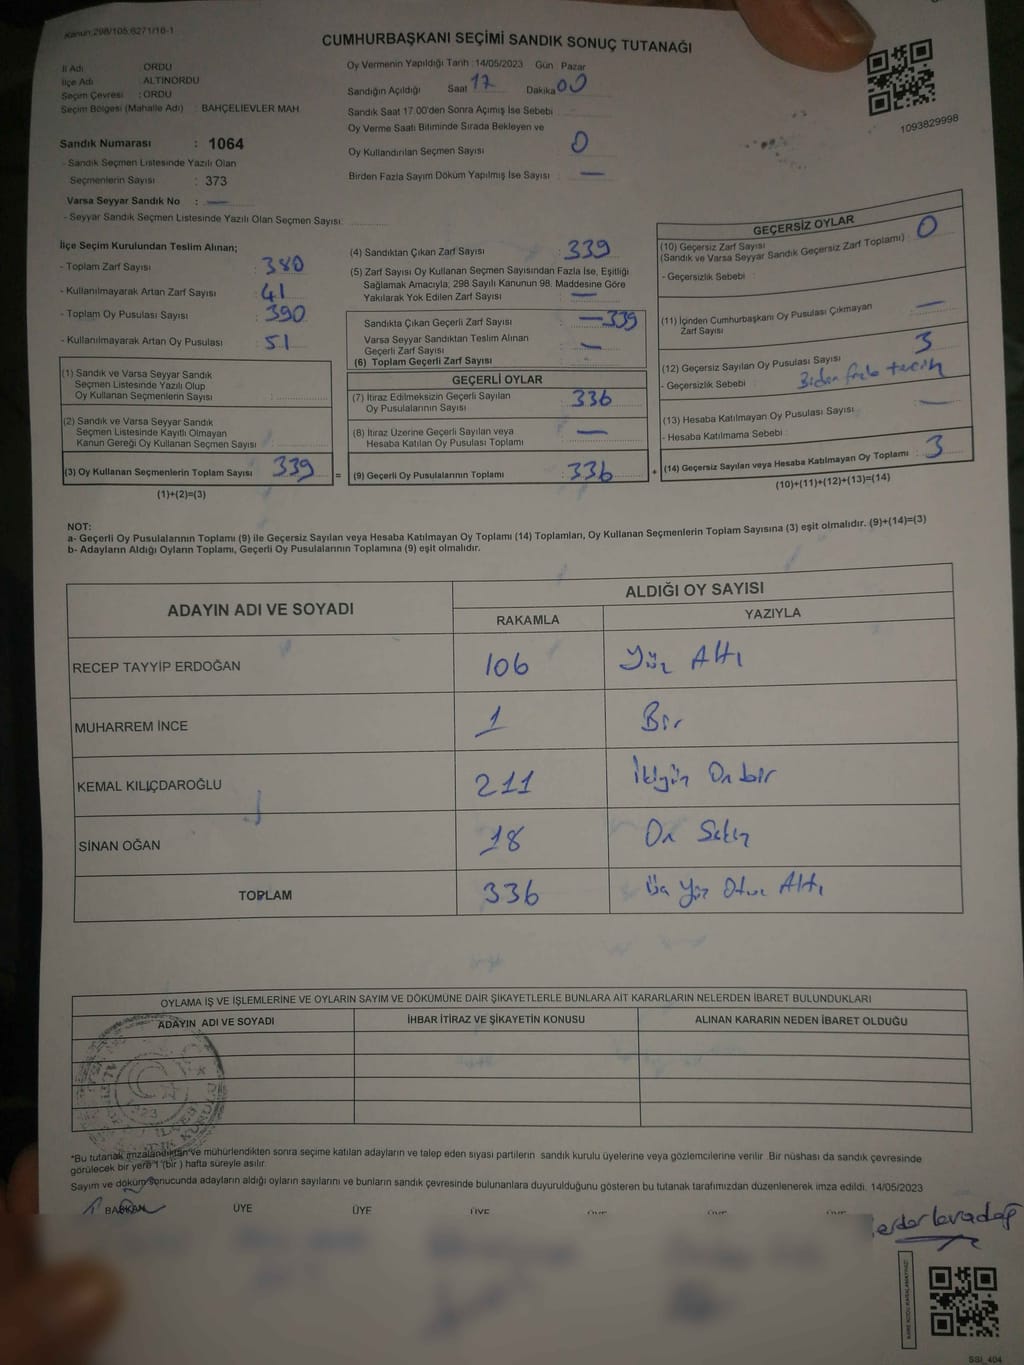 Kanun:298/105,6271/16-1
CUMHURBAŞKANI SEÇİMİ SANDIK SONUÇ TUTANAĞI
İl Adı : ORDU
İlçe Adı : ALTINORDU
Seçim Çevresi : ORDU
Seçim Bölgesi (Mahalle Adı) : BAHÇELİEVLER MAH.
Oy Vermenin Yapıldığı Tarih : 14/05/2023 Gün : Pazar
Sandığın Açıldığı Saat 17 Dakika 00
Sandık Saat 17:00'den Sonra Açımış İse Sebebi
Oy Verme Saati Bitiminde Sırada Bekleyen ve
Oy Kullandırılan Seçmen Sayısı : 0
Birden Fazla Sayım Döküm Yapılmış İse Sayısı : —
1093829998
Sandık Numarası : 1064
- Sandık Seçmen Listesinde Yazılı Olan
Seçmenlerin Sayısı : 373
Varsa Seyyar Sandık No : —
- Seyyar Sandık Seçmen Listesinde Yazılı Olan Seçmen Sayısı:
İlçe Seçim Kurulundan Teslim Alınan;
- Toplam Zarf Sayısı : 380
- Kullanılmayarak Artan Zarf Sayısı : 41
- Toplam Oy Pusulası Sayısı : 390
- Kullanılmayarak Artan Oy Pusulası : 51
(1) Sandık ve Varsa Seyyar Sandık
Seçmen Listesinde Yazılı Olup
Oy Kullanan Seçmenlerin Sayısı :
(2) Sandık ve Varsa Seyyar Sandık
Seçmen Listesinde Kayıtlı Olmayan
Kanun Gereği Oy Kullanan Seçmen Sayısı :
(3) Oy Kullanan Seçmenlerin Toplam Sayısı 339 =
(1)+(2)=(3)
(4) Sandıktan Çıkan Zarf Sayısı : 339
(5) Zarf Sayısı Oy Kullanan Seçmen Sayısından Fazla İse, Eşitliği
Sağlamak Amacıyla; 298 Sayılı Kanunun 98. Maddesine Göre
Yakılarak Yok Edilen Zarf Sayısı : —
Sandıkta Çıkan Geçerli Zarf Sayısı : —339
Varsa Seyyar Sandıktan Teslim Alınan
Geçerli Zarf Sayısı : —
(6) Toplam Geçerli Zarf Sayısı :
GEÇERLİ OYLAR
(7) İtiraz Edilmeksizin Geçerli Sayılan
Oy Pusulalarının Sayısı : 336
(8) İtiraz Üzerine Geçerli Sayılan veya
Hesaba Katılan Oy Pusulası Toplamı : —
(9) Geçerli Oy Pusulalarının Toplamı : 336 +
GEÇERSİZ OYLAR
(10) Geçersiz Zarf Sayısı
(Sandık ve Varsa Seyyar Sandık Geçersiz Zarf Toplamı) : 0
- Geçersizlik Sebebi :
(11) İçinden Cumhurbaşkanı Oy Pusulası Çıkmayan
Zarf Sayısı : —
(12) Geçersiz Sayılan Oy Pusulası Sayısı : 3
- Geçersizlik Sebebi : Birden fazla tercih
(13) Hesaba Katılmayan Oy Pusulası Sayısı : —
- Hesaba Katılmama Sebebi :
(14) Geçersiz Sayılan veya Hesaba Katılmayan Oy Toplamı : 3
(10)+(11)+(12)+(13)=(14)
NOT:
a- Geçerli Oy Pusulalarının Toplamı (9) ile Geçersiz Sayılan veya Hesaba Katılmayan Oy Toplamı (14) Toplamları, Oy Kullanan Seçmenlerin Toplam Sayısına (3) eşit olmalıdır. (9)+(14)=(3)
b- Adayların Aldığı Oyların Toplamı, Geçerli Oy Pusulalarının Toplamına (9) eşit olmalıdır.
ADAYIN ADI VE SOYADI
ALDIĞI OY SAYISI
RAKAMLA YAZIYLA
RECEP TAYYİP ERDOĞAN 106 Yüz Altı
MUHARREM İNCE 1 Bir
KEMAL KILIÇDAROĞLU 211 İkiyüz On bir
SİNAN OĞAN 18 On Sekiz
TOPLAM 336 Üç Yüz Otuz Altı
OYLAMA İŞ VE İŞLEMLERİNE VE OYLARIN SAYIM VE DÖKÜMÜNE DAİR ŞİKAYETLERLE BUNLARA AİT KARARLARIN NELERDEN İBARET BULUNDUKLARI
ADAYIN ADI VE SOYADI İHBAR İTİRAZ VE ŞİKAYETİN KONUSU ALINAN KARARIN NEDEN İBARET OLDUĞU
*Bu tutanak imzalandıktan ve mühürlendikten sonra seçime katılan adayların ve talep eden siyasi partilerin sandık kurulu üyelerine veya gözlemcilerine verilir. Bir nüshası da sandık çevresinde
görülecek bir yere 1 (bir) hafta süreyle asılır.
Sayım ve döküm sonucunda adayların aldığı oyların sayılarını ve bunların sandık çevresinde bulunanlara duyurulduğunu gösteren bu tutanak tarafımızdan düzenlenerek imza edildi. 14/05/2023
BAŞKAN ÜYE ÜYE ÜYE ÜYE
KARE KODU KARALAMAYINIZ!
SSI_404